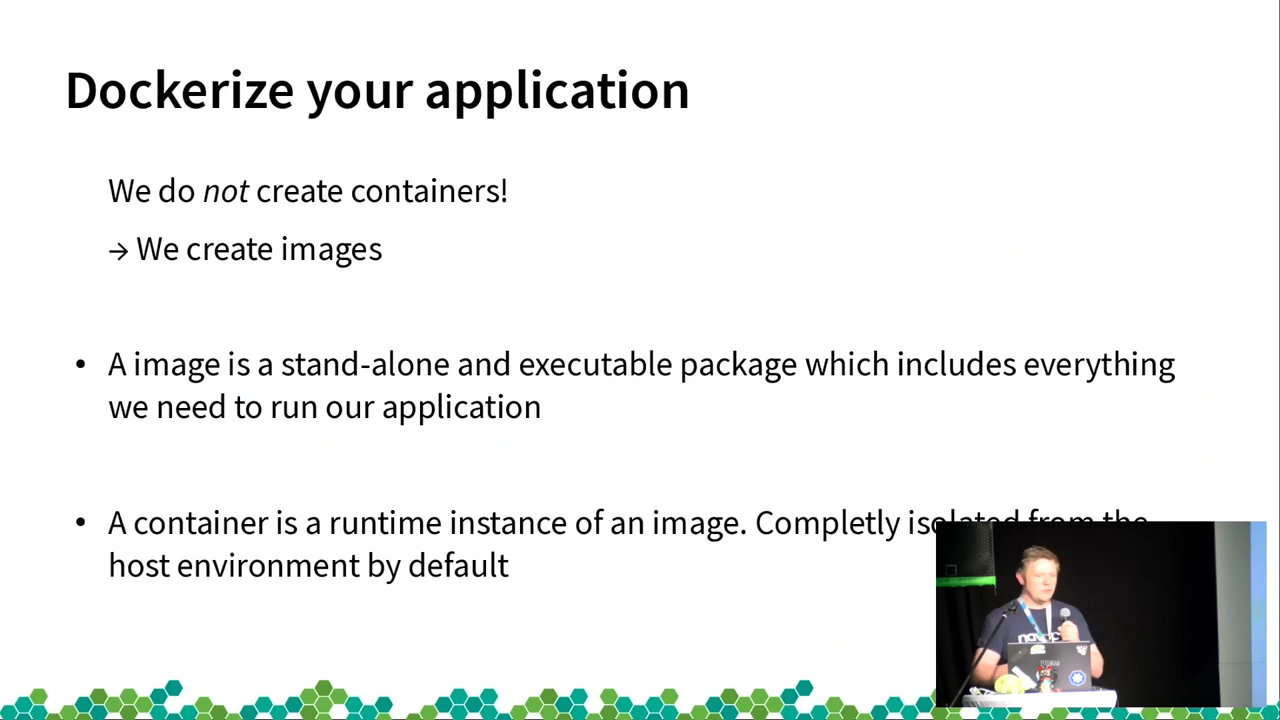 Dockerize your application
We do not create containers!
→ We create images
• A image is a stand-alone and executable package which includes everything
we need to run our application
• A container is a runtime instance of an image. Completly isolated from the
host environment by default